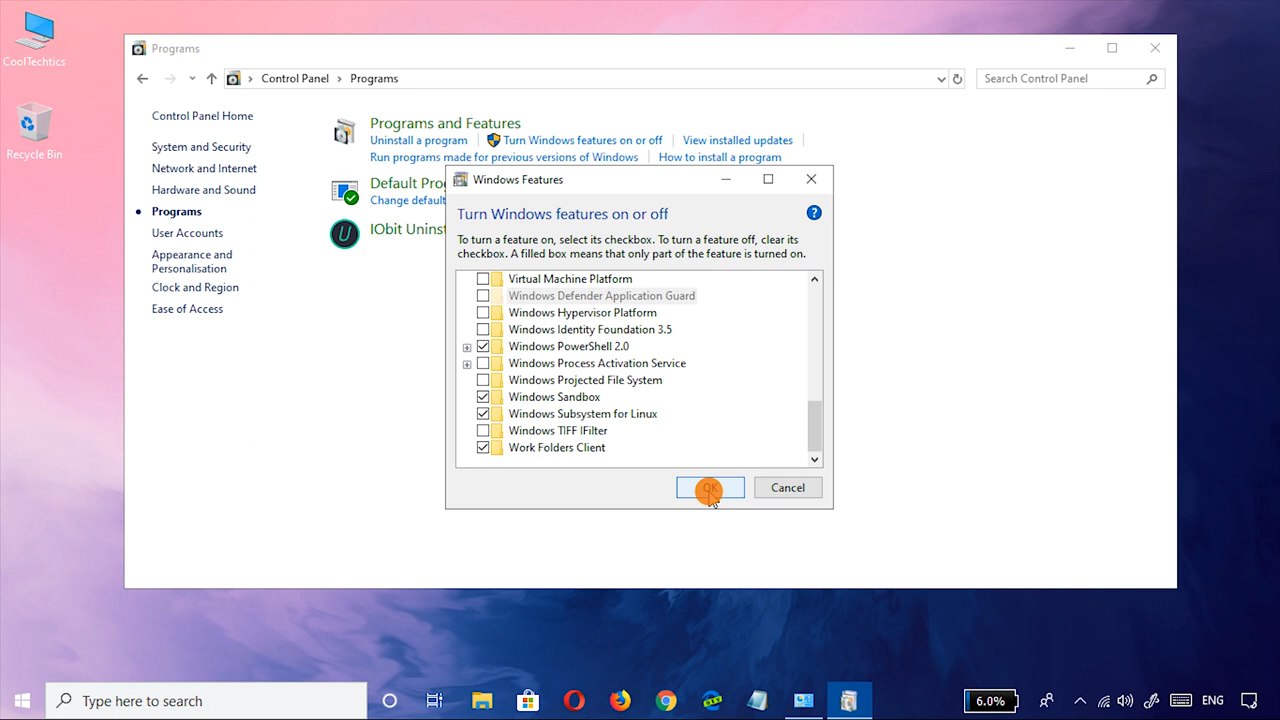 CoolTechtics
Recycle Bin
Programs
Control Panel
Programs
Search Control Panel
Control Panel Home
System and Security
Network and Internet
Hardware and Sound
Programs
User Accounts
Appearance and
Personalisation
Clock and Region
Ease of Access
Programs and Features
Uninstall a program
Turn Windows features on or off
View installed updates
Run programs made for previous versions of Windows
How to install a program
Default Pro
Change default
IObit Uninst
Windows Features
Turn Windows features on or off
To turn a feature on, select its checkbox. To turn a feature off, clear its
checkbox. A filled box means that only part of the feature is turned on.
Virtual Machine Platform
Windows Defender Application Guard
Windows Hypervisor Platform
Windows Identity Foundation 3.5
Windows PowerShell 2.0
Windows Process Activation Service
Windows Projected File System
Windows Sandbox
Windows Subsystem for Linux
Windows TIFF IFilter
Work Folders Client
OK
Cancel
Type here to search
6.0%
ENG